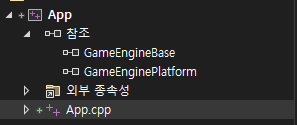 App
참조
GameEngineBase
GameEnginePlatform
외부 종속성
App.cpp